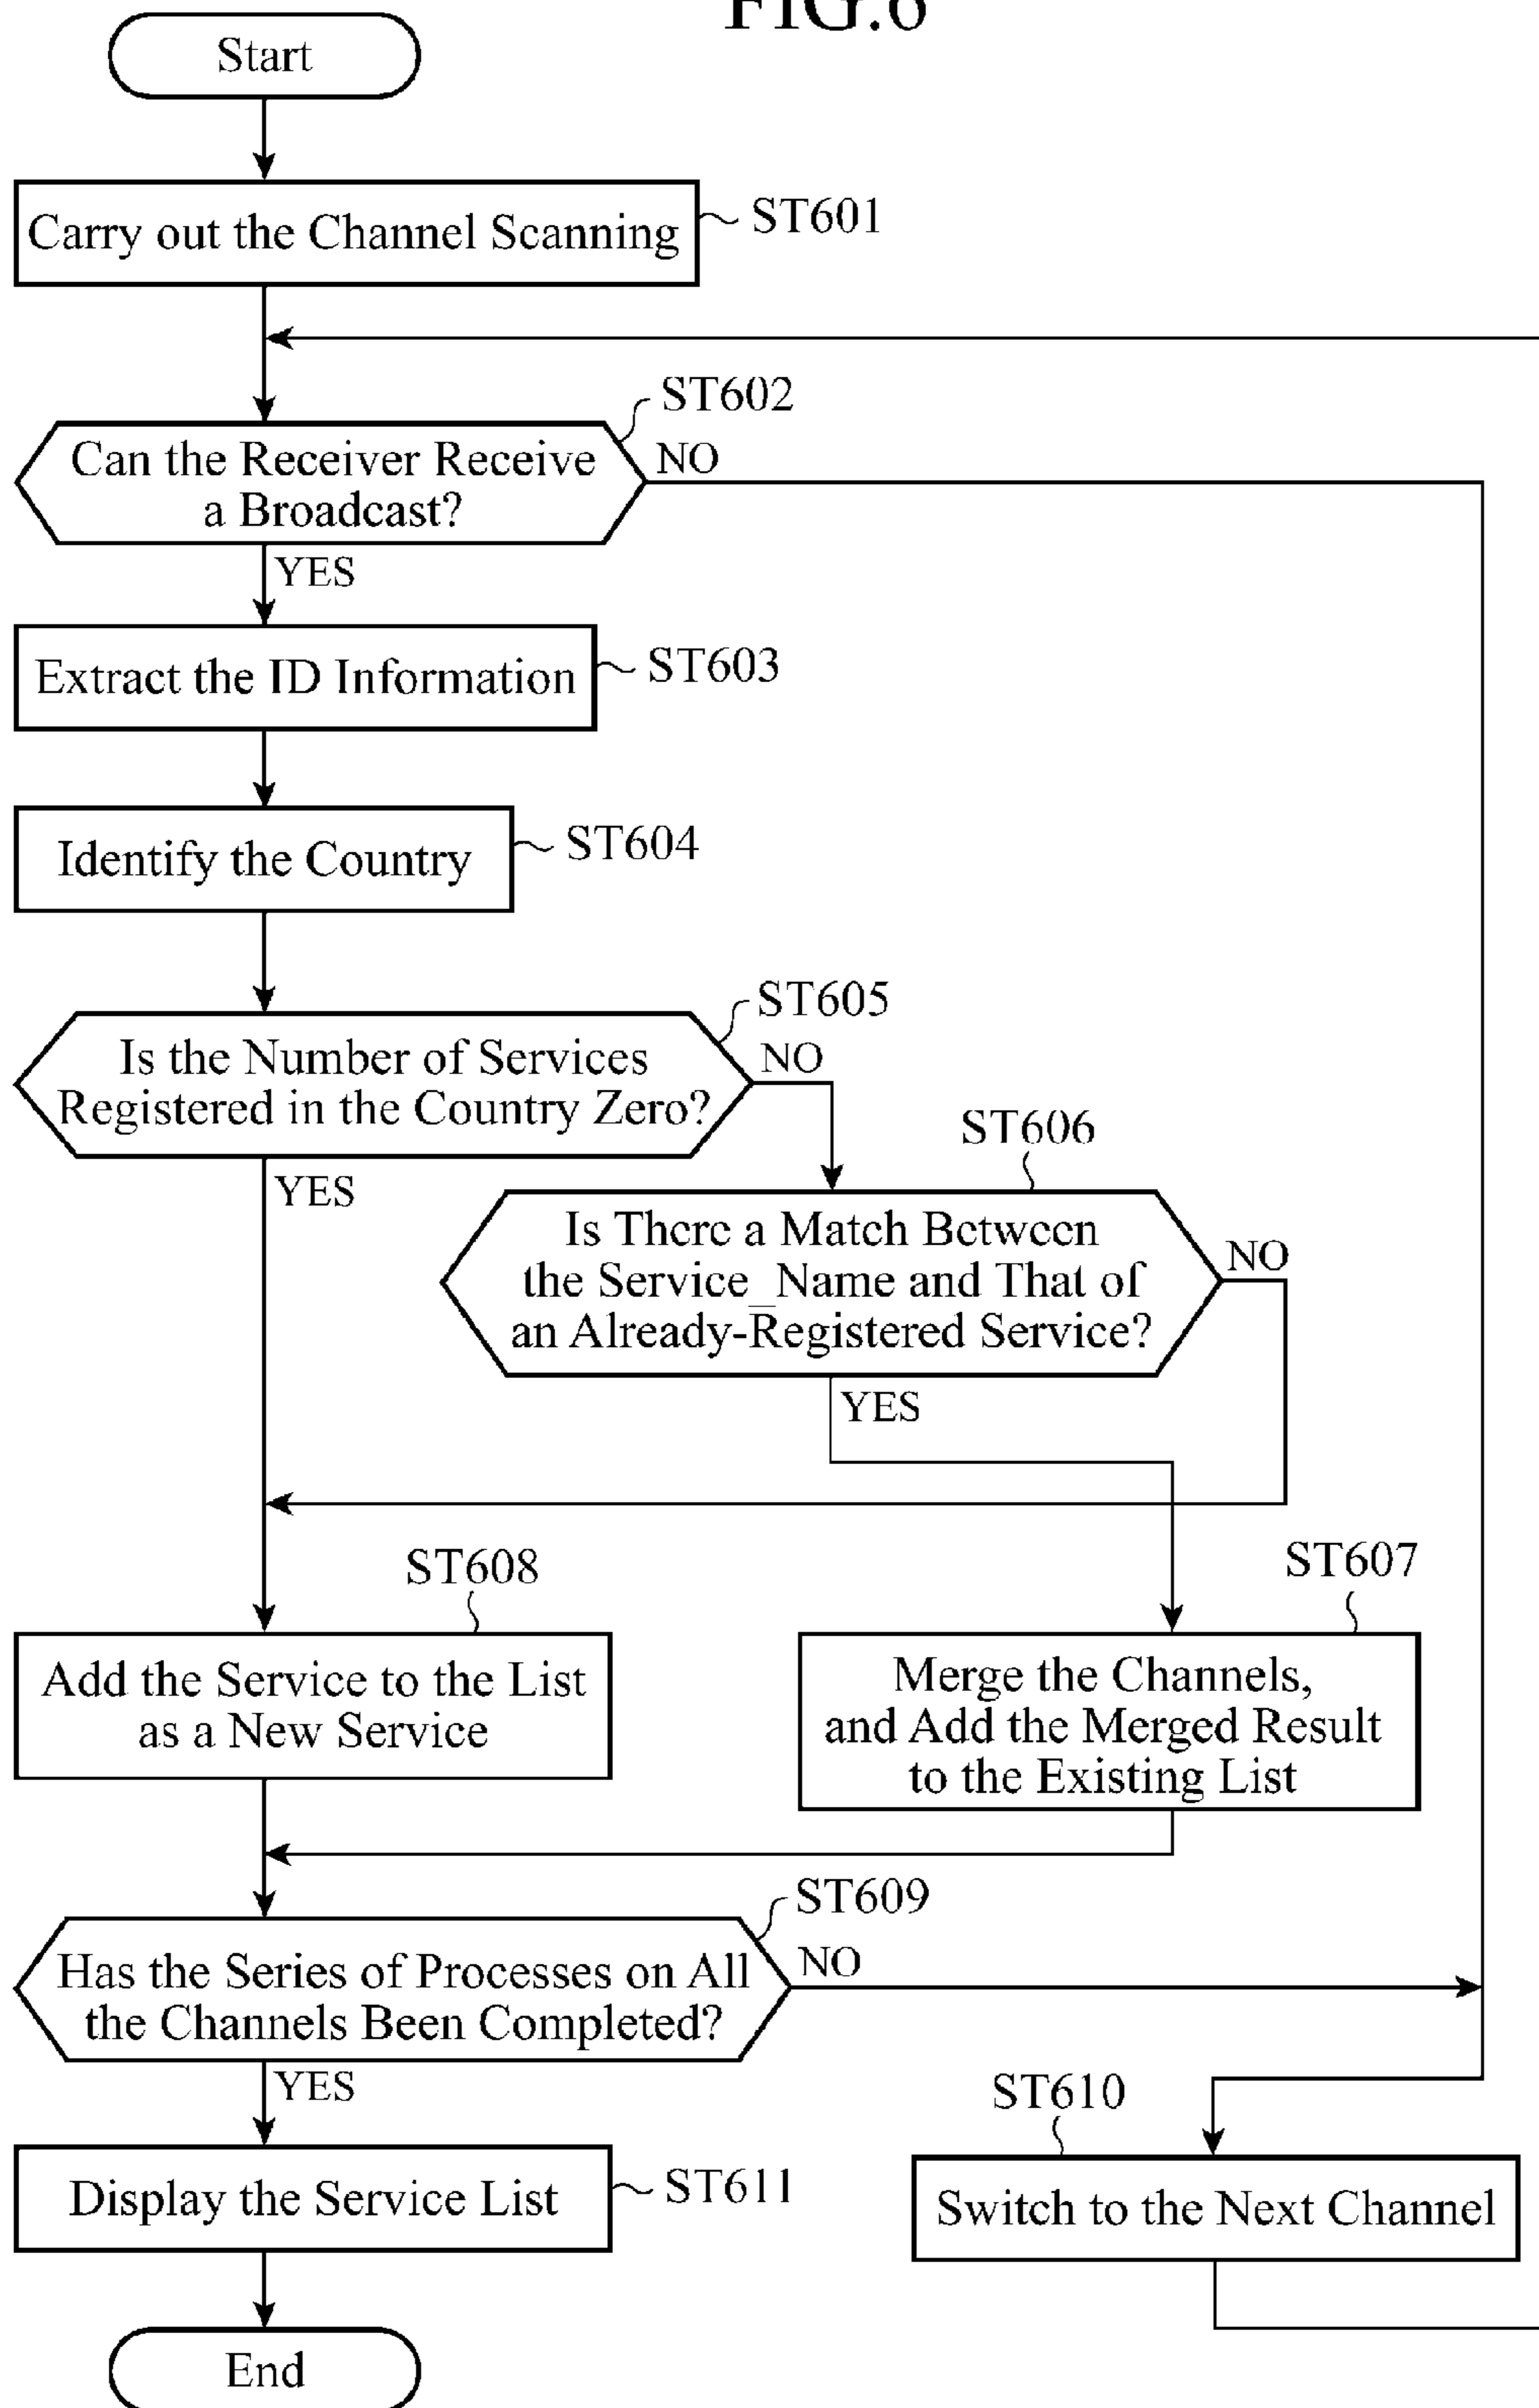 FIG.6
Start
Carry out the Channel Scanning
ST601
ST602
Can the Receiver Receive
a Broadcast?
NO
YES
Extract the ID Information
ST603
Identify the Country
ST604
ST605
Is the Number of Services
Registered in the Country Zero?
NO
YES
ST606
Is There a Match Between
the Service_Name and That of
an Already-Registered Service?
NO
YES
ST608
Add the Service to the List
as a New Service
ST607
Merge the Channels,
and Add the Merged Result
to the Existing List
ST609
Has the Series of Processes on All
the Channels Been Completed?
NO
YES
ST610
Switch to the Next Channel
Display the Service List
ST611
End